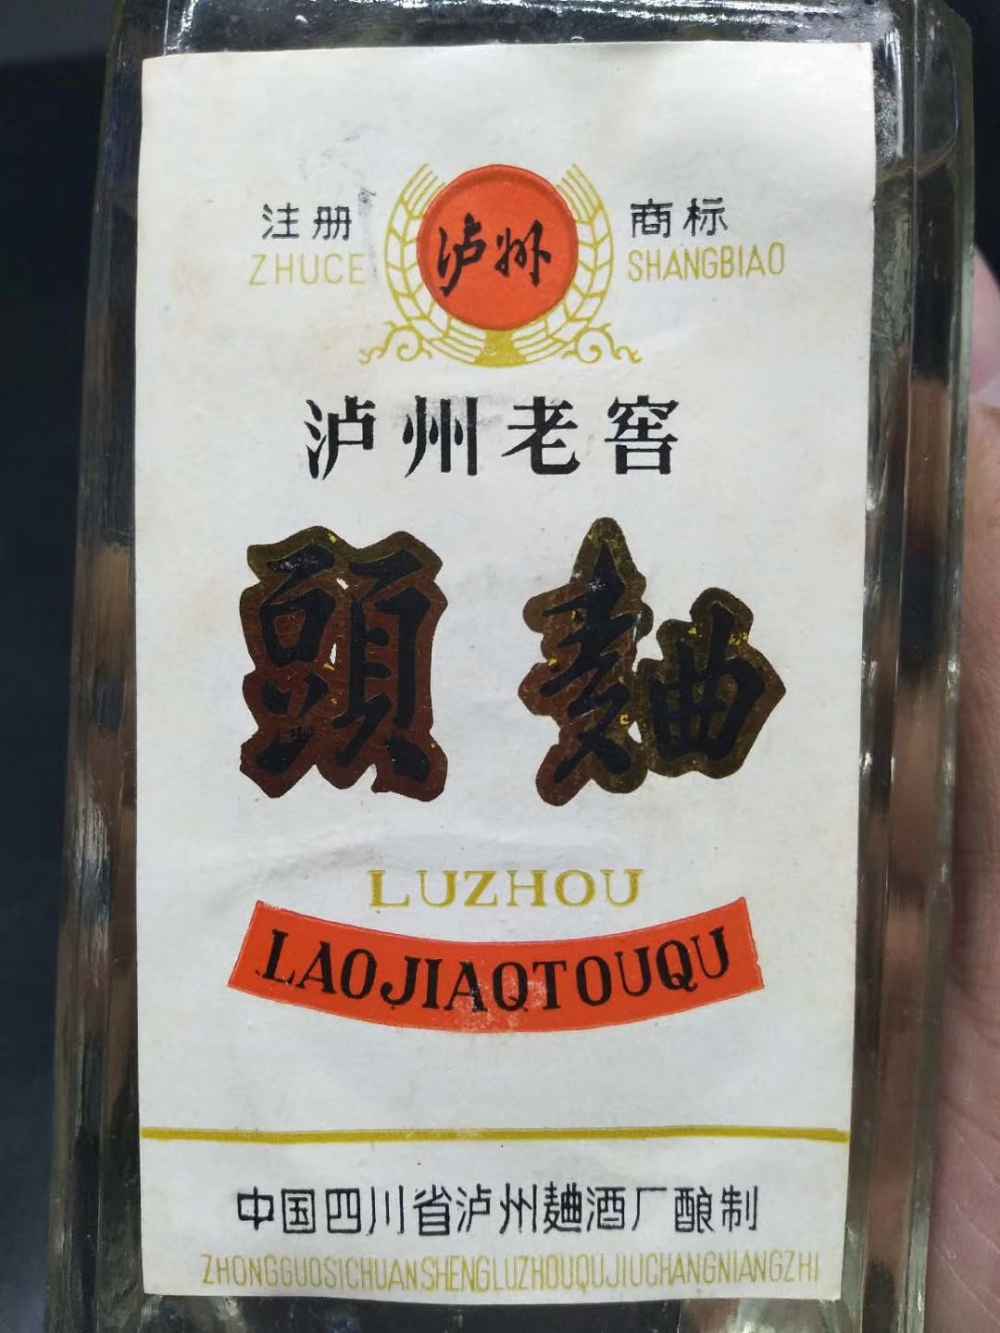 泸州
注册 商标
ZHUCE SHANGBIAO
泸州老窖
頭麯
LUZHOU
LAOJIAOTOUQU
中国四川省泸州麯酒厂酿制
ZHONGGUOSICHUANSHENGLUZHOUQUJIUCHANGNIANGZHI